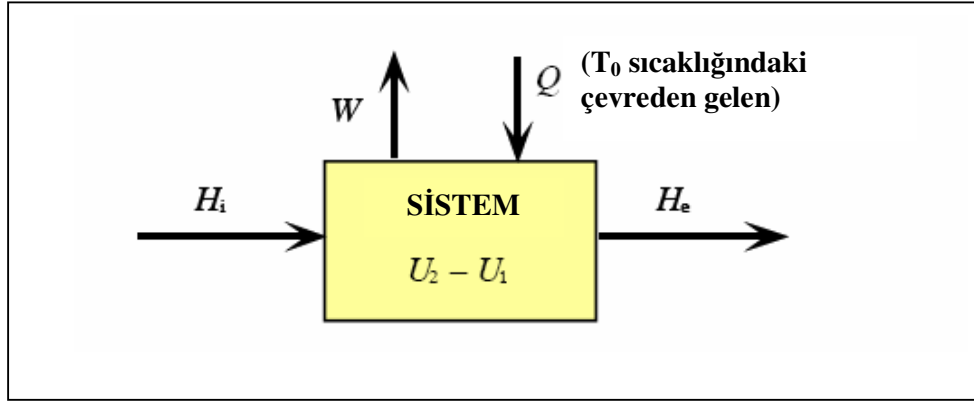 (T₀ sıcaklığındaki
çevreden gelen)
Q
W
Hᵢ
SİSTEM
Hₑ
U₂ – U₁